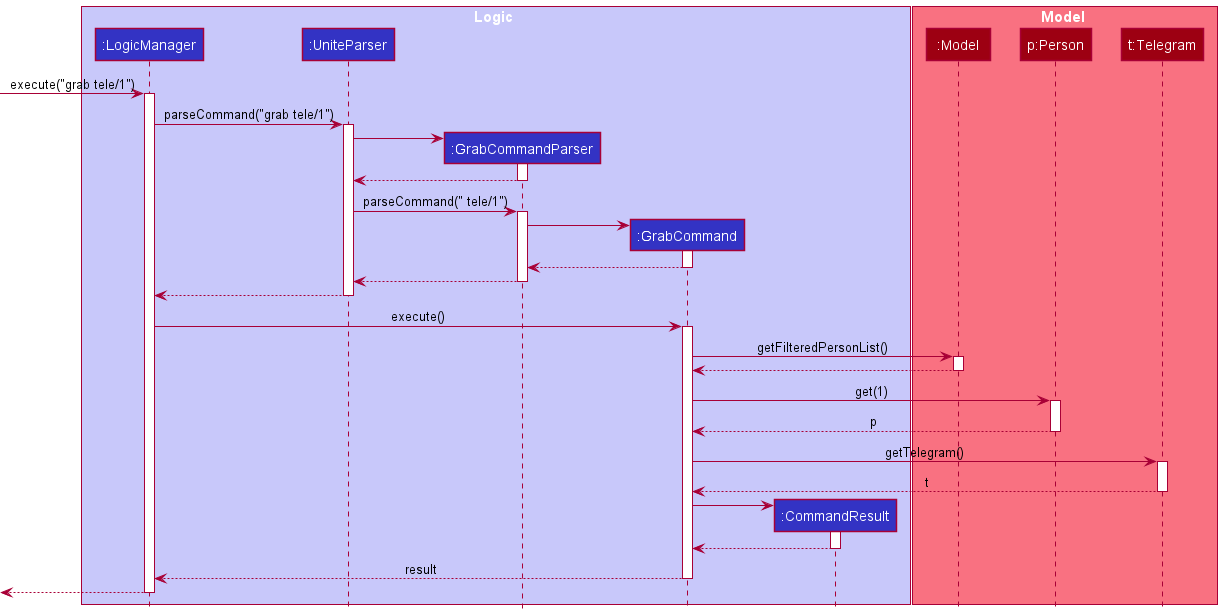 Logic
Model
:LogicManager
:UniteParser
:Model
p:Person
t:Telegram
execute("grab tele/1")
parseCommand("grab tele/1")
:GrabCommandParser
parseCommand(" tele/1")
:GrabCommand
execute()
getFilteredPersonList()
get(1)
p
getTelegram()
t
:CommandResult
result